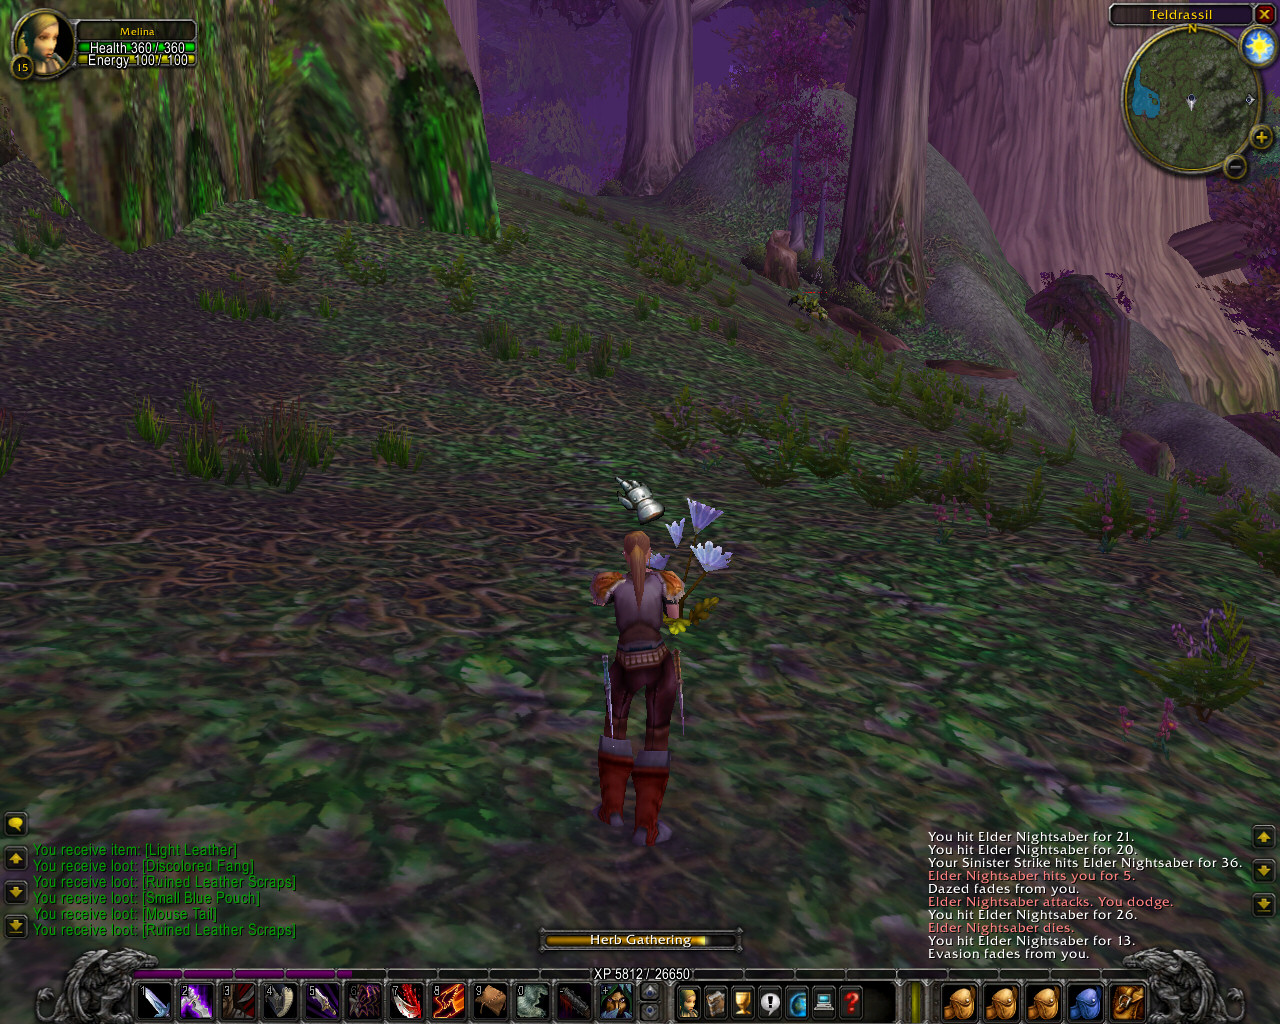 Melina
Health 360 / 360
Energy 100 / 100
15
Teldrassil
N
You receive item: [Light Leather]
You receive loot: [Discolored Fang]
You receive loot: [Ruined Leather Scraps]
You receive loot: [Small Blue Pouch]
You receive loot: [Mouse Tail]
You receive loot: [Ruined Leather Scraps]
You hit Elder Nightsaber for 21.
You hit Elder Nightsaber for 20.
Your Sinister Strike hits Elder Nightsaber for 36.
Elder Nightsaber hits you for 5.
Dazed fades from you.
Elder Nightsaber attacks. You dodge.
You hit Elder Nightsaber for 26.
Elder Nightsaber dies.
You hit Elder Nightsaber for 13.
Evasion fades from you.
Herb Gathering
XP 5812 / 26650
1 2 3 4 5 6 7 8 9 0 - +